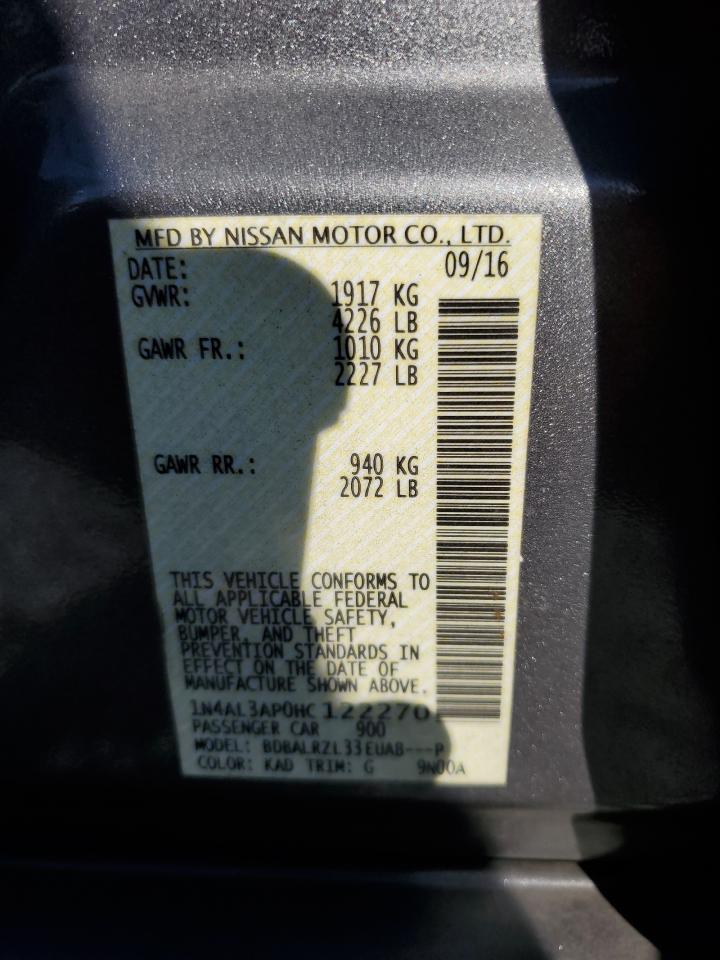 MFD BY NISSAN MOTOR CO., LTD.
DATE: 09/16
GVWR: 1917 KG
4226 LB
GAWR FR.: 1010 KG
2227 LB
GAWR RR.: 940 KG
2072 LB
THIS VEHICLE CONFORMS TO
ALL APPLICABLE FEDERAL
MOTOR VEHICLE SAFETY,
BUMPER, AND THEFT
PREVENTION STANDARDS IN
EFFECT ON THE DATE OF
MANUFACTURE SHOWN ABOVE.
1N4AL3AP0HC
PASSENGER CAR 900
MODEL: BDBALRZL33EUAB---P
COLOR: KAD TRIM: G 9N00A